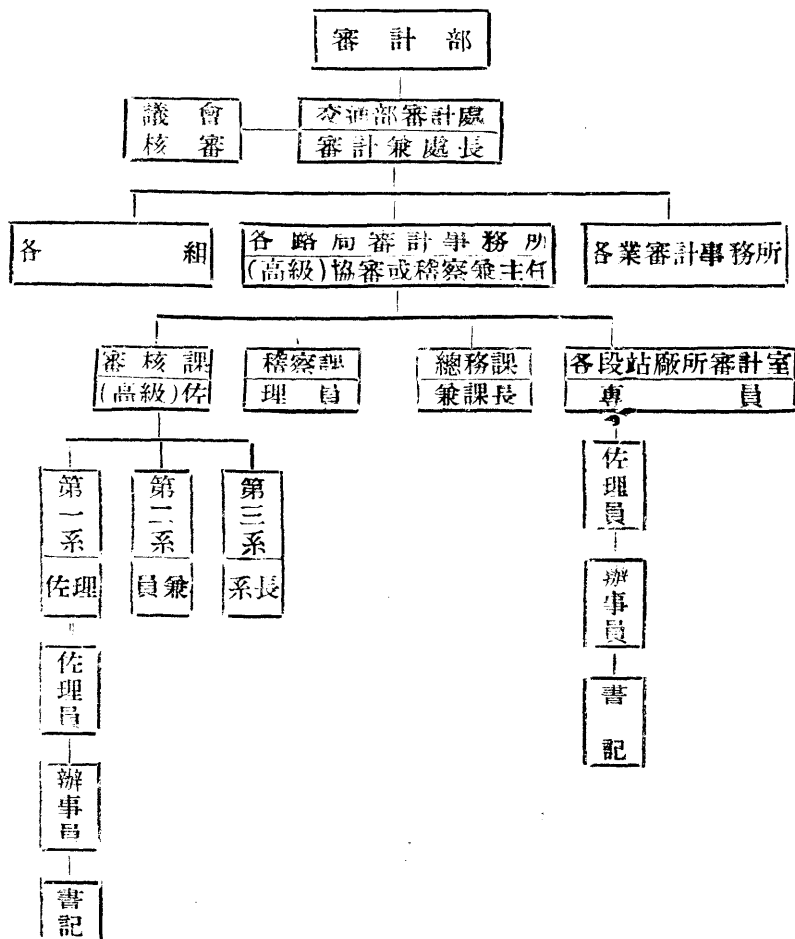 審計部
議會
核審
交通部審計處
審計兼處長
各組
各路局審計事務所
(高級)協審或稽察兼主任
各業審計事務所
審核課
(高級)佐
稽察課
理員
總務課
兼課長
各段站廠所審計室
專員
第一系
佐理
第二系
員兼
第三系
系長
佐理員
辦事員
書記
佐理員
辦事員
書記